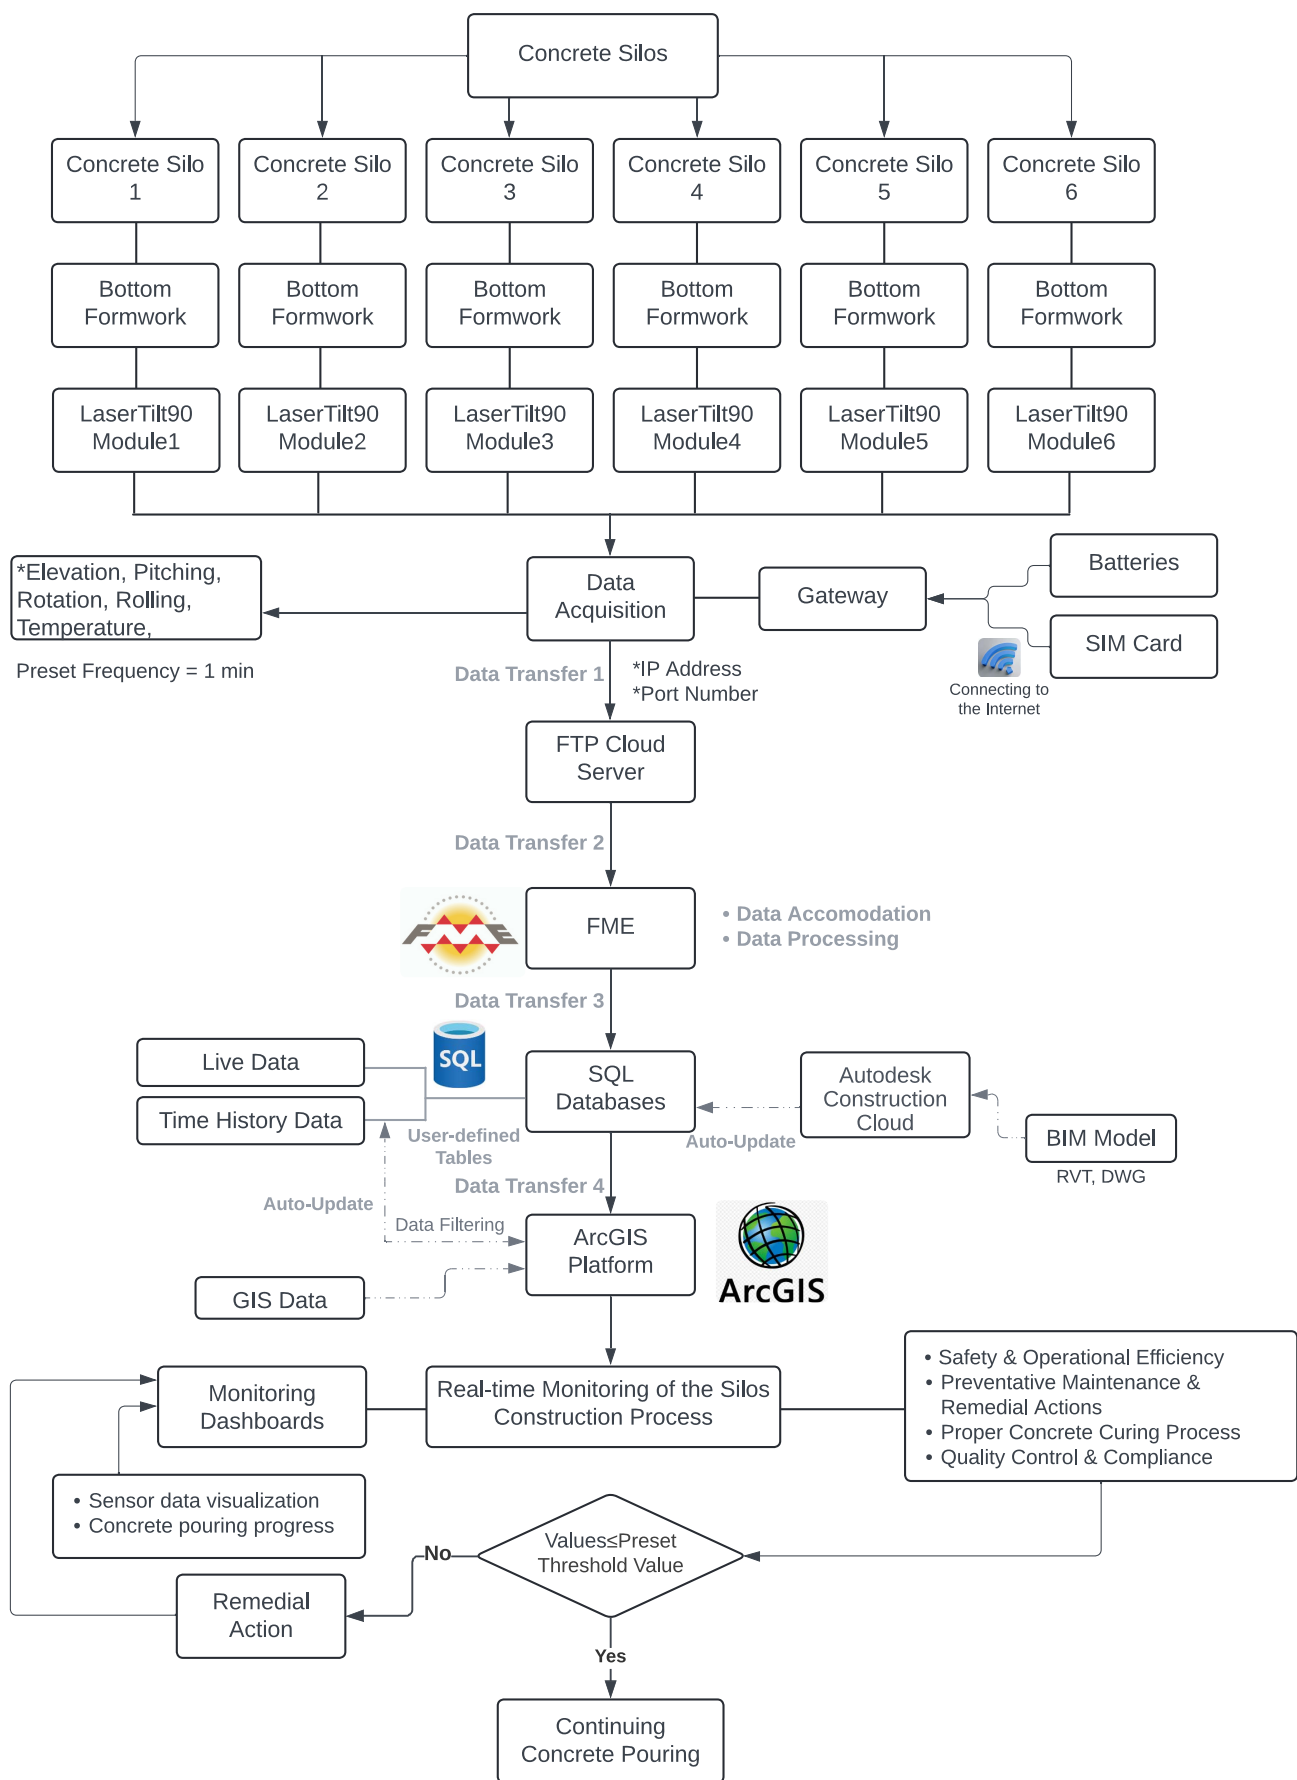 Concrete Silos
Concrete Silo
1
Concrete Silo
2
Concrete Silo
3
Concrete Silo
4
Concrete Silo
5
Concrete Silo
6
Bottom
Formwork
Bottom
Formwork
Bottom
Formwork
Bottom
Formwork
Bottom
Formwork
Bottom
Formwork
LaserTilt90
Module1
LaserTilt90
Module2
LaserTilt90
Module3
LaserTilt90
Module4
LaserTilt90
Module5
LaserTilt90
Module6
*Elevation, Pitching,
Rotation, Rolling,
Temperature,
Preset Frequency = 1 min
Data
Acquisition
Gateway
Batteries
SIM Card
Connecting to
the Internet
Data Transfer 1
*IP Address
*Port Number
FTP Cloud
Server
Data Transfer 2
FME
FME
• Data Accomodation
• Data Processing
Data Transfer 3
Live Data
Time History Data
SQL
SQL
Databases
Autodesk
Construction
Cloud
BIM Model
RVT, DWG
Auto-Update
User-defined
Tables
Data Transfer 4
Auto-Update
Data Filtering
ArcGIS
Platform
ArcGIS
GIS Data
Monitoring
Dashboards
Real-time Monitoring of the Silos
Construction Process
• Safety & Operational Efficiency
• Preventative Maintenance &
Remedial Actions
• Proper Concrete Curing Process
• Quality Control & Compliance
• Sensor data visualization
• Concrete pouring progress
Values≤Preset
Threshold Value
No
Remedial
Action
Yes
Continuing
Concrete Pouring